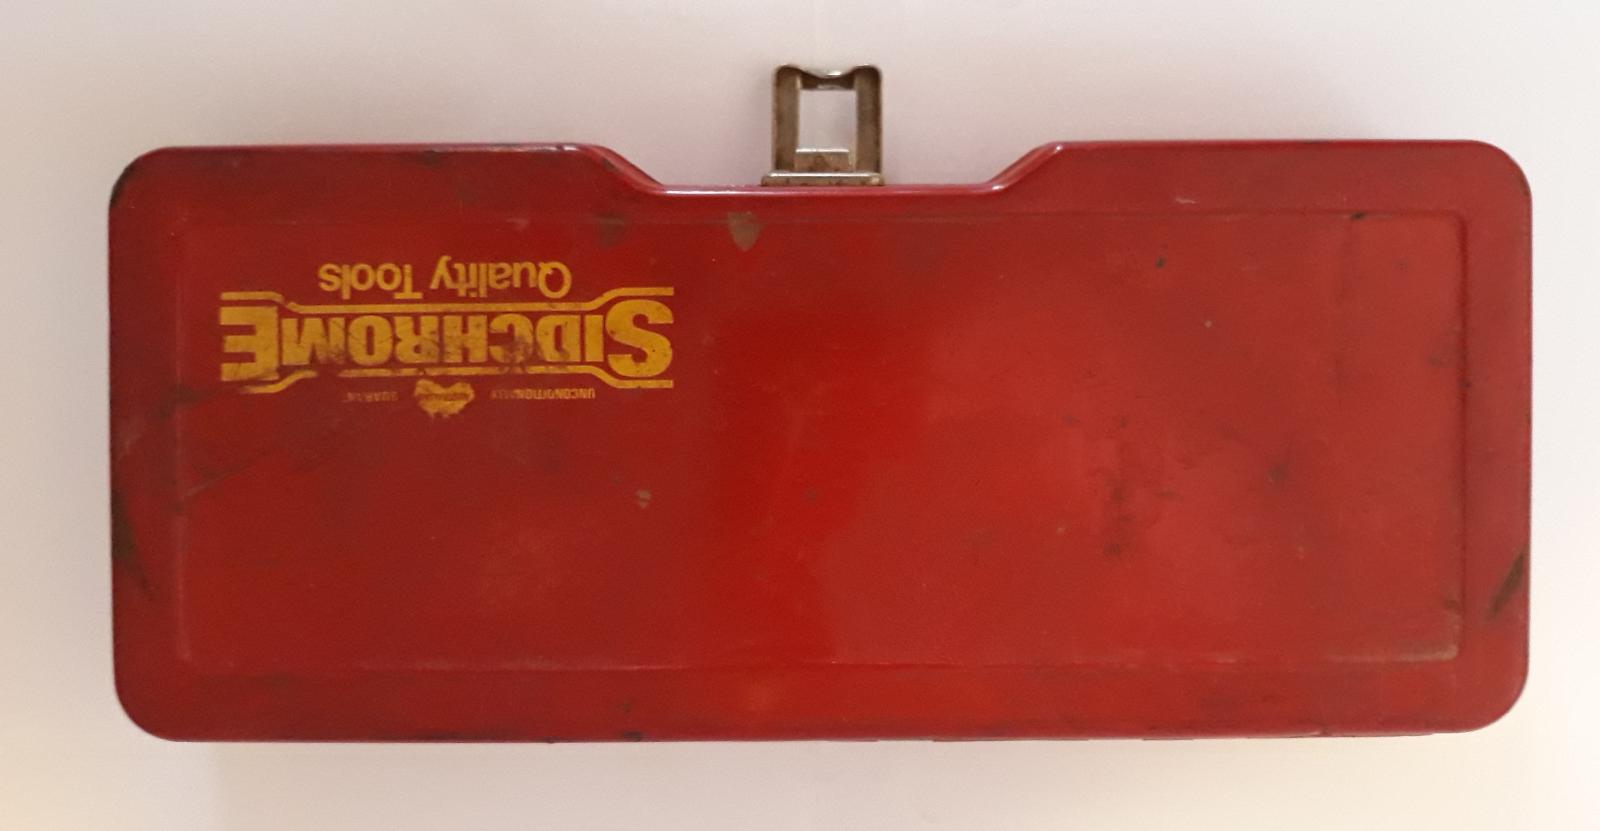 UNCONDITIONALLY
SIDCHROME
Quality Tools